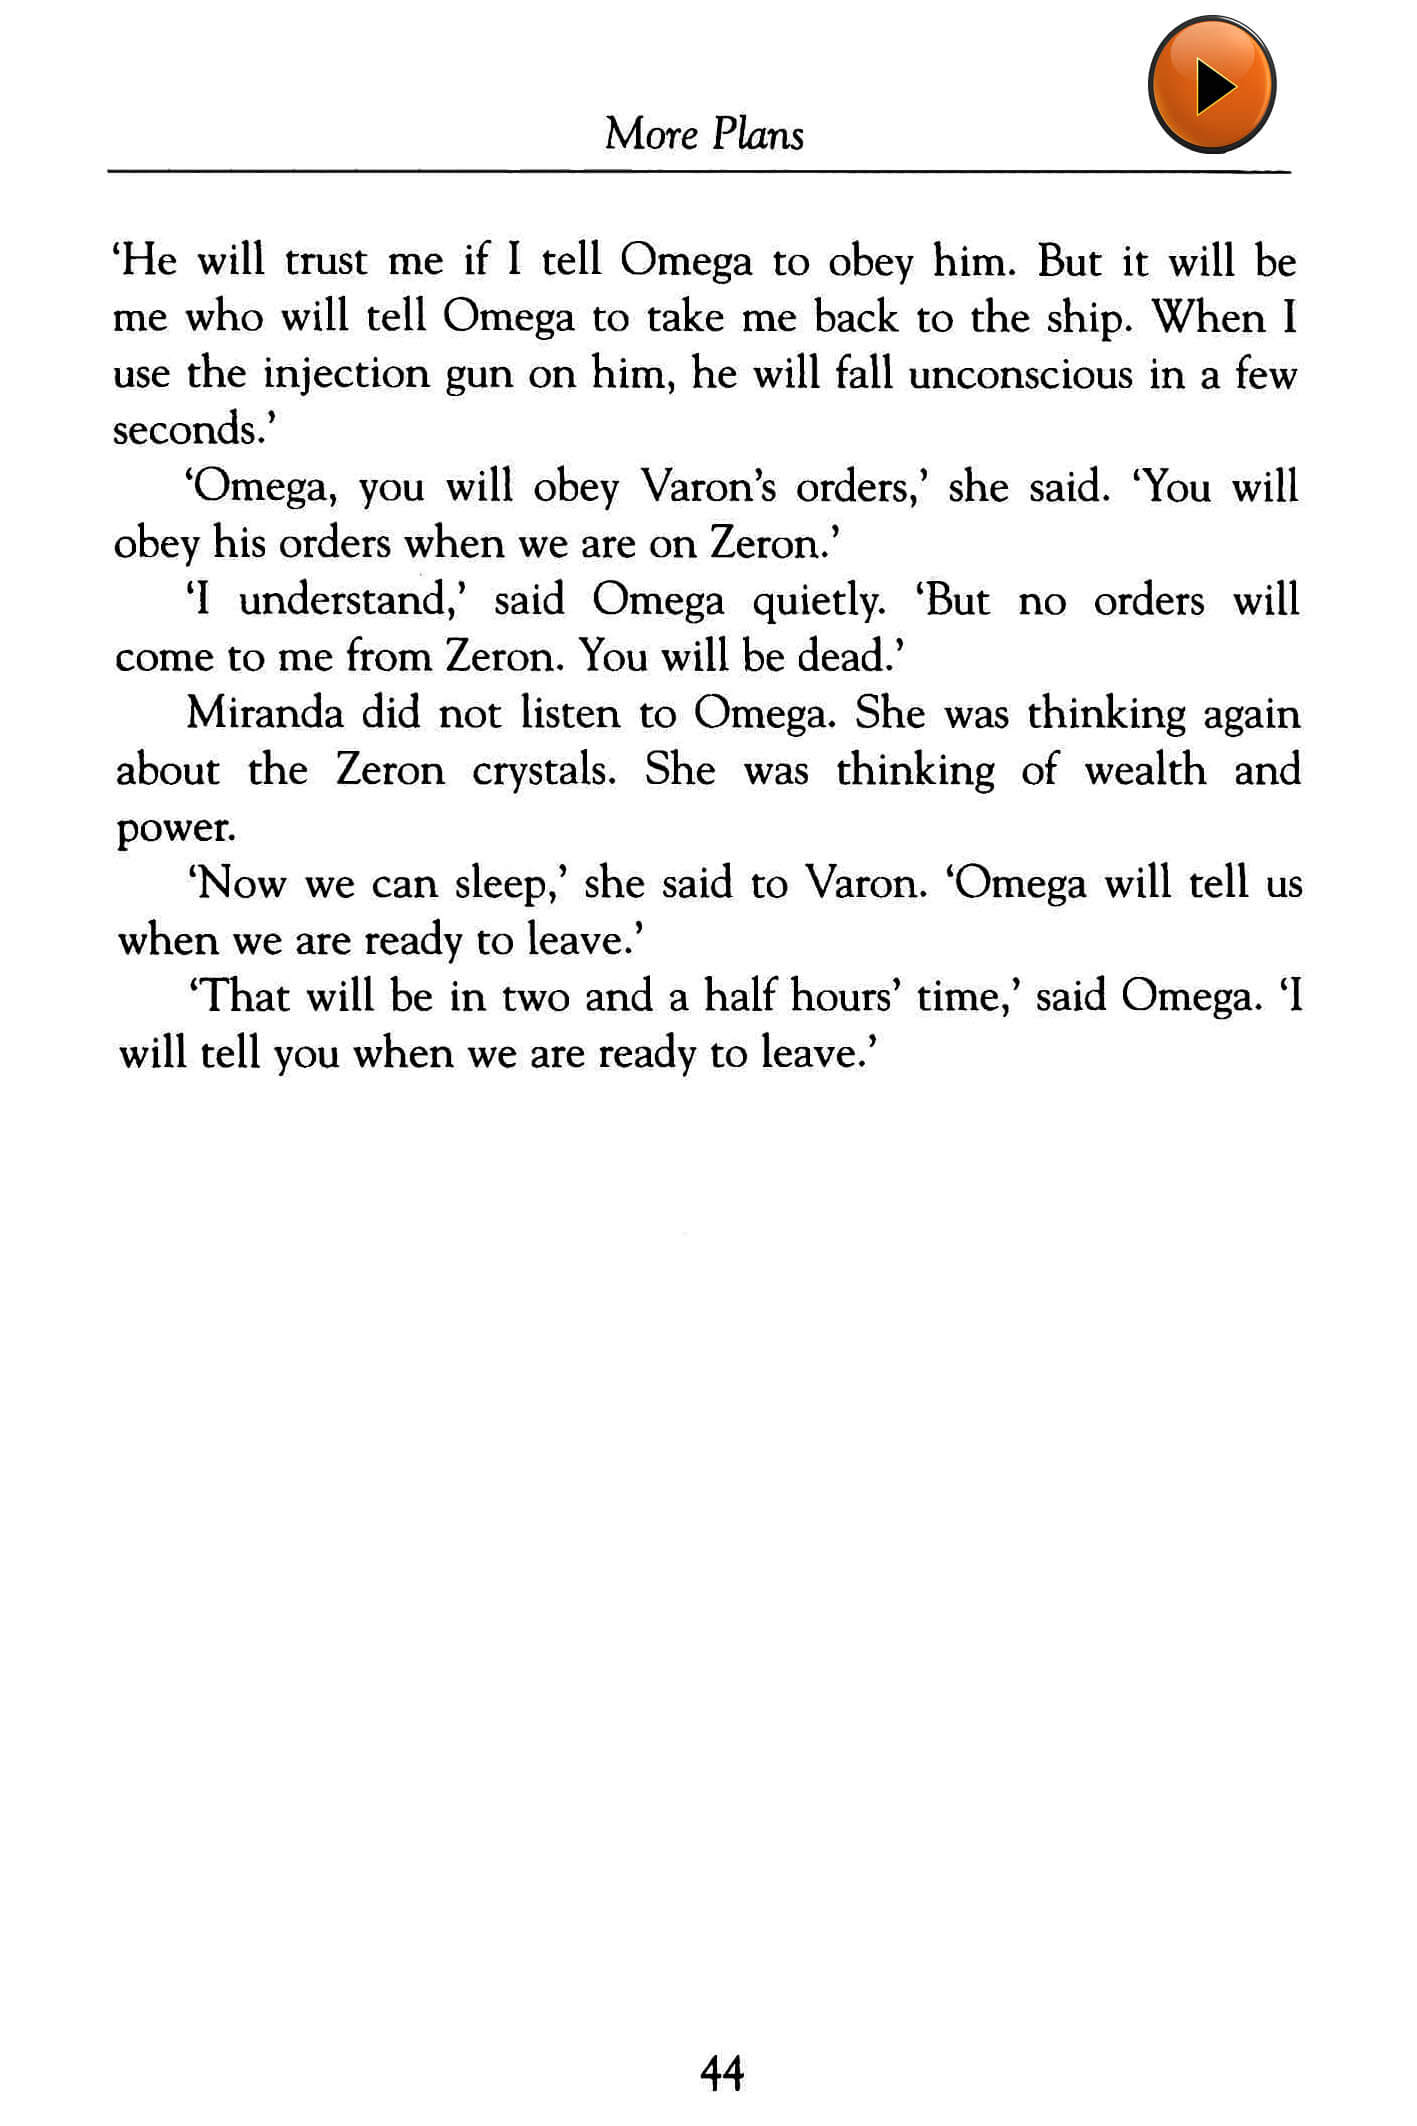 More Plans
‘He will trust me if I tell Omega to obey him. But it will be
me who will tell Omega to take me back to the ship. When I
use the injection gun on him, he will fall unconscious in a few
seconds.’
‘Omega, you will obey Varon’s orders,’ she said. ‘You will
obey his orders when we are on Zeron.’
‘I understand,’ said Omega quietly. ‘But no orders will
come to me from Zeron. You will be dead.’
Miranda did not listen to Omega. She was thinking again
about the Zeron crystals. She was thinking of wealth and
power.
‘Now we can sleep,’ she said to Varon. ‘Omega will tell us
when we are ready to leave.’
‘That will be in two and a half hours’ time,’ said Omega. ‘I
will tell you when we are ready to leave.’
44